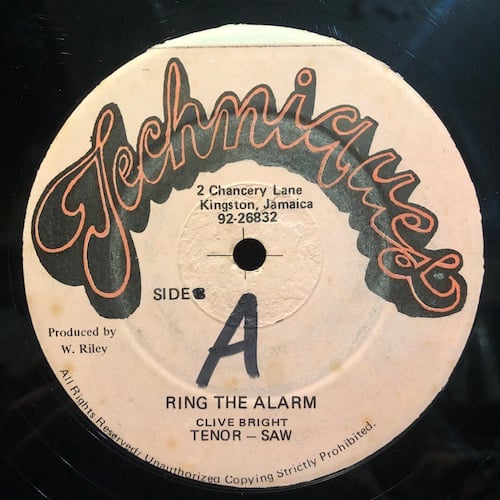 Techniques
2 Chancery Lane
Kingston, Jamaica
92-26832
SIDE B
A
Produced by
W. Riley
RING THE ALARM
CLIVE BRIGHT
TENOR – SAW
All Rights Reserved/ Unauthorized Copying Strictly Prohibited.